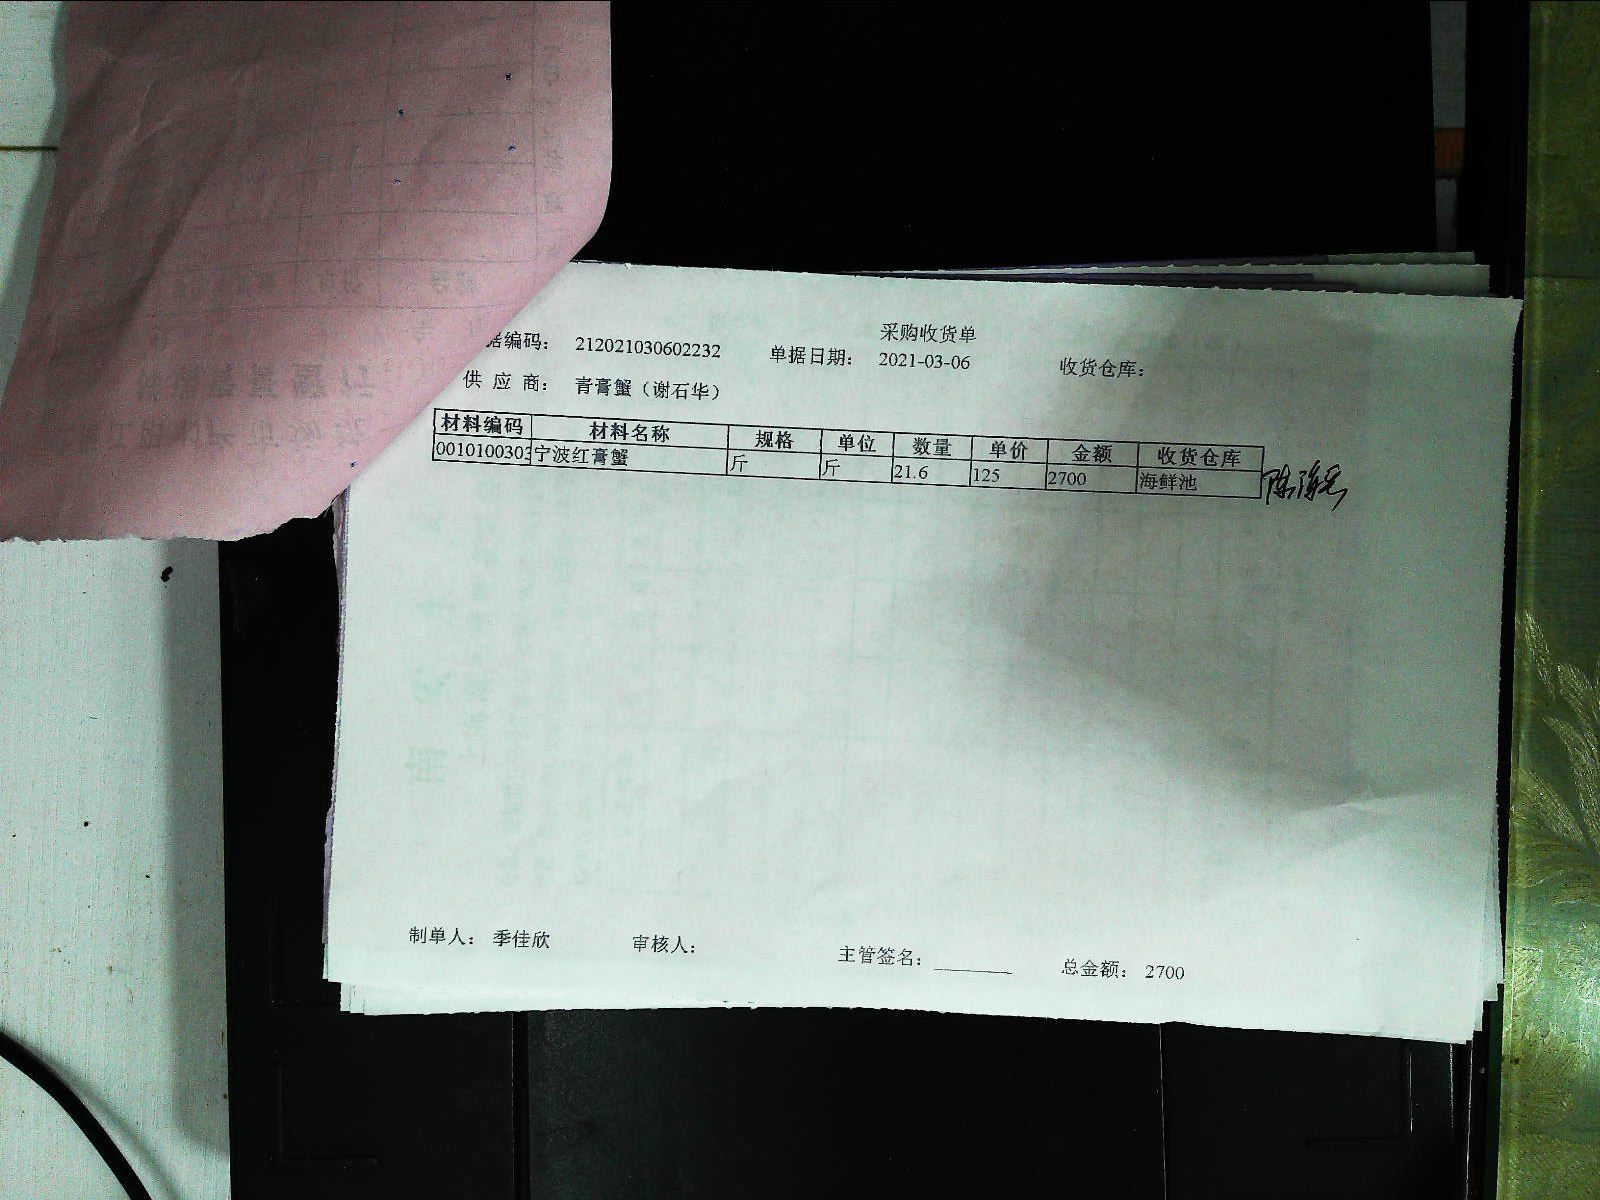 采购收货单
据编码： 212021030602232 单据日期： 2021-03-06 收货仓库：
供 应 商： 青膏蟹（谢石华）
材料编码 材料名称 规格 单位 数量 单价 金额 收货仓库
0010100303 宁波红膏蟹 斤 斤 21.6 125 2700 海鲜池
制单人： 季佳欣 审核人： 主管签名： ________ 总金额： 2700